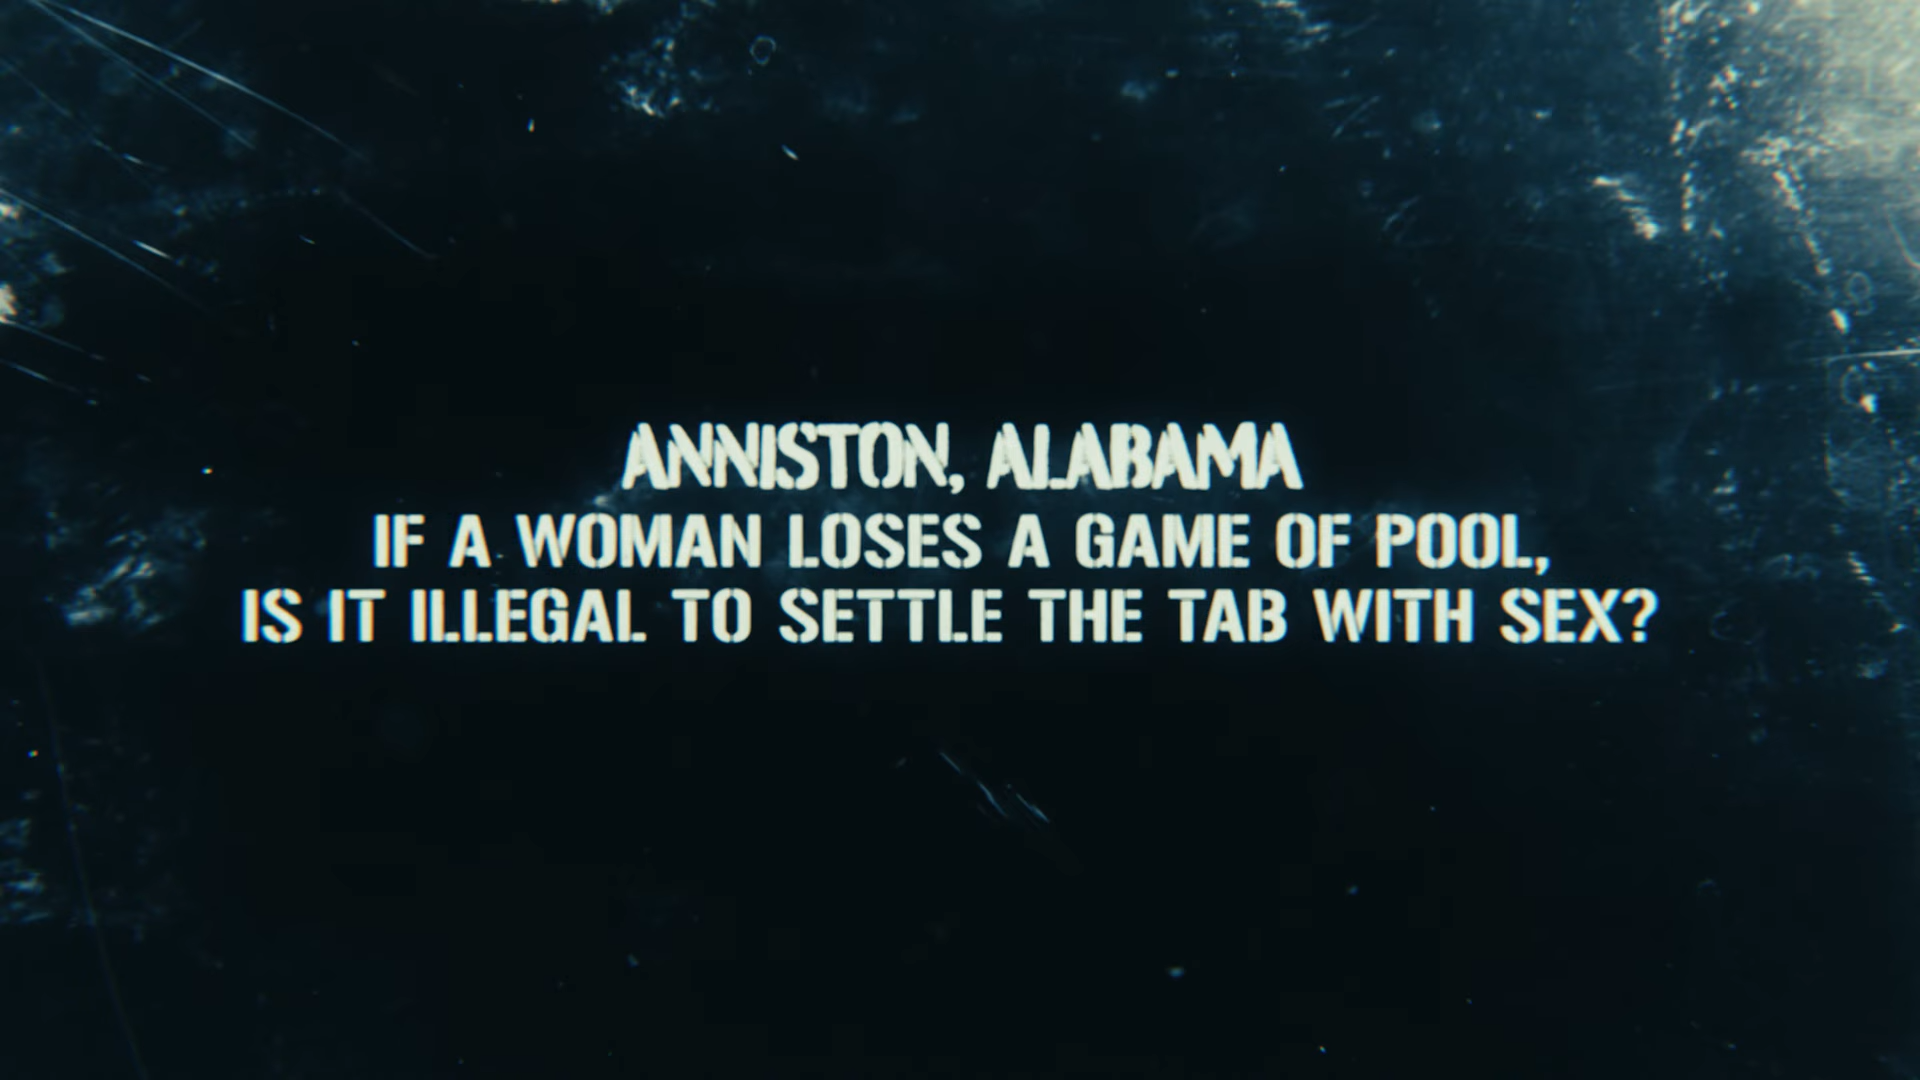 ANNISTON, ALABAMA
IF A WOMAN LOSES A GAME OF POOL,
IS IT ILLEGAL TO SETTLE THE TAB WITH SEX?